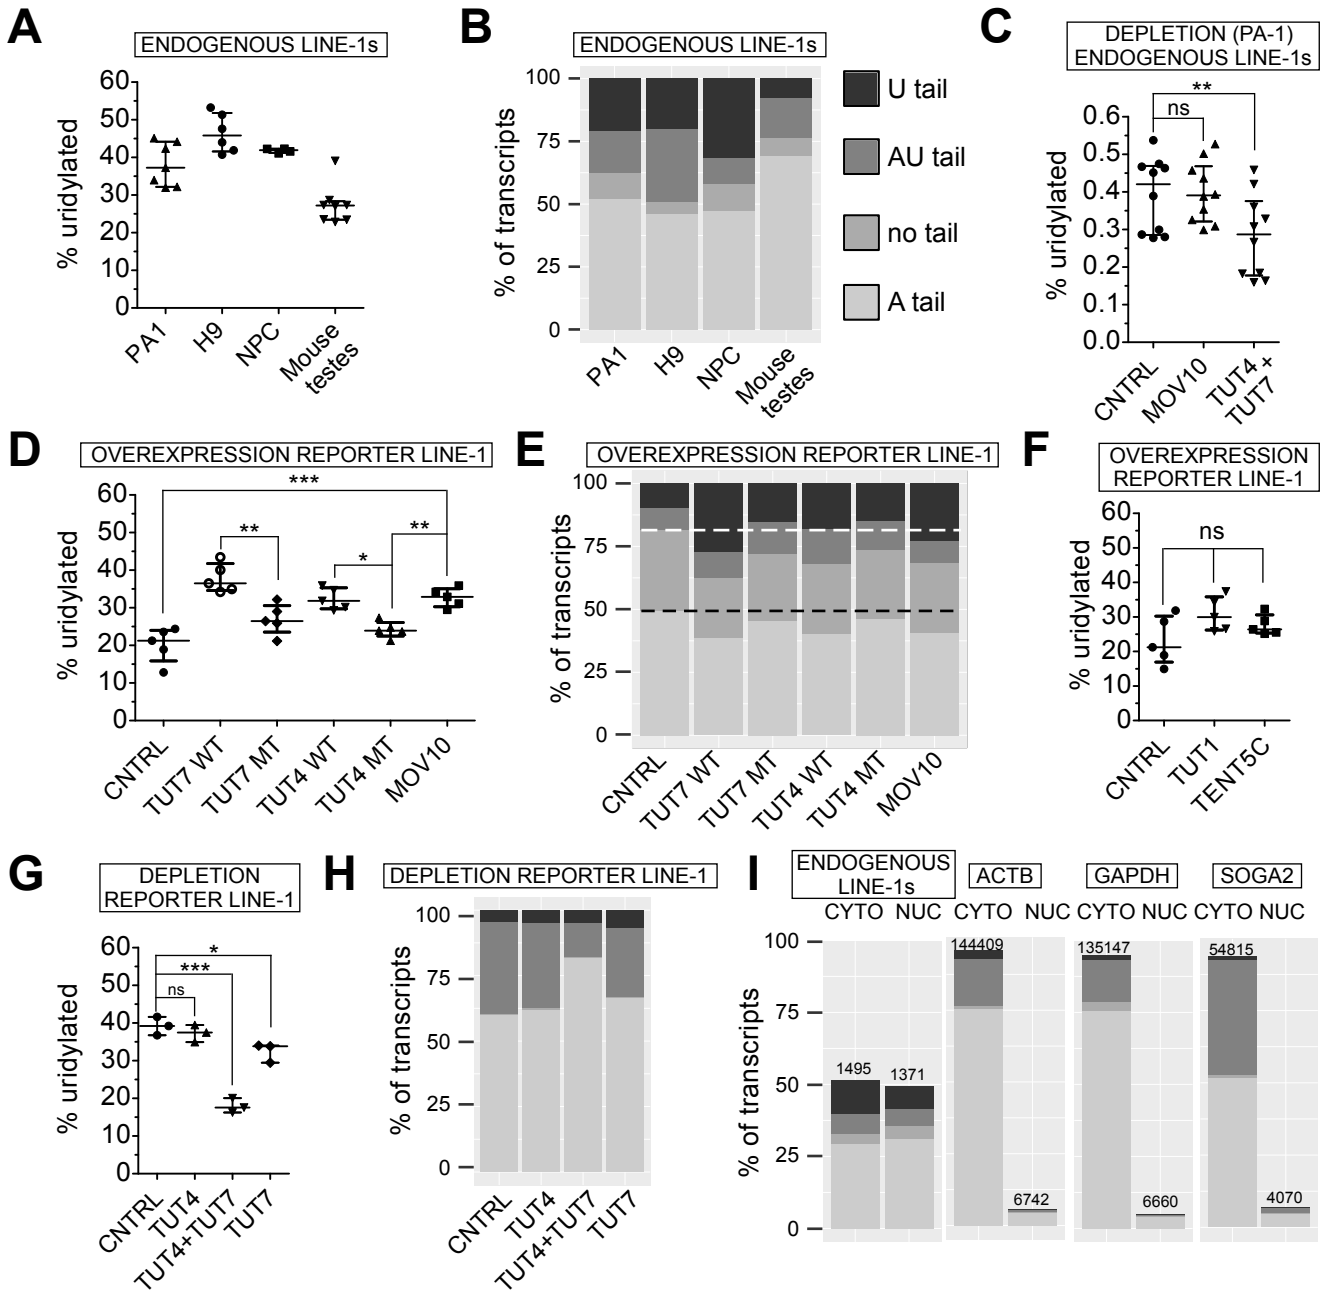 A
ENDOGENOUS LINE-1s
% uridylated
60
50
40
30
20
10
0
PA1
H9
NPC
Mouse
testes
B
ENDOGENOUS LINE-1s
% of transcripts
100
75
50
25
0
PA1
H9
NPC
Mouse
testes
U tail
AU tail
no tail
A tail
C
DEPLETION (PA-1)
ENDOGENOUS LINE-1s
**
ns
% uridylated
0.6
0.5
0.4
0.3
0.2
0.1
0.0
CNTRL
MOV10
TUT4 +
TUT7
D
OVEREXPRESSION REPORTER LINE-1
***
**
*
**
% uridylated
60
50
40
30
20
10
0
CNTRL
TUT7 WT
TUT7 MT
TUT4 WT
TUT4 MT
MOV10
E
OVEREXPRESSION REPORTER LINE-1
% of transcripts
100
75
50
25
0
CNTRL
TUT7 WT
TUT7 MT
TUT4 WT
TUT4 MT
MOV10
F
OVEREXPRESSION
REPORTER LINE-1
ns
% uridylated
60
50
40
30
20
10
0
CNTRL
TUT1
TENT5C
G
DEPLETION
REPORTER LINE-1
*
***
ns
% uridylated
60
50
40
30
20
10
0
CNTRL
TUT4
TUT4+TUT7
TUT7
H
DEPLETION REPORTER LINE-1
% of transcripts
100
75
50
25
0
CNTRL
TUT4
TUT4+TUT7
TUT7
I
ENDOGENOUS
LINE-1s
ACTB
GAPDH
SOGA2
CYTO NUC
CYTO NUC
CYTO NUC
CYTO NUC
% of transcripts
100
75
50
25
0
1495
1371
144409
6742
135147
6660
54815
4070